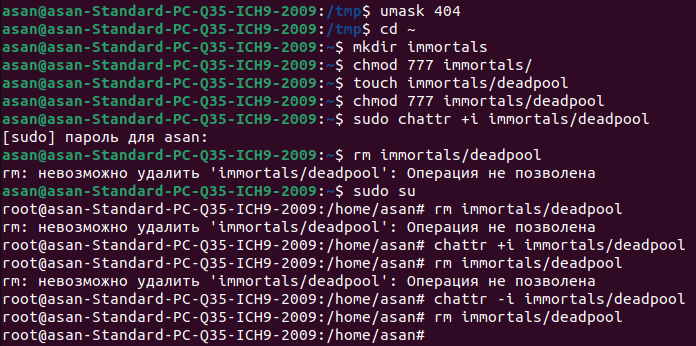 asan@asan-Standard-PC-Q35-ICH9-2009:/tmp$ umask 404
asan@asan-Standard-PC-Q35-ICH9-2009:/tmp$ cd ~
asan@asan-Standard-PC-Q35-ICH9-2009:~$ mkdir immortals
asan@asan-Standard-PC-Q35-ICH9-2009:~$ chmod 777 immortals/
asan@asan-Standard-PC-Q35-ICH9-2009:~$ touch immortals/deadpool
asan@asan-Standard-PC-Q35-ICH9-2009:~$ chmod 777 immortals/deadpool
asan@asan-Standard-PC-Q35-ICH9-2009:~$ sudo chattr +i immortals/deadpool
[sudo] пароль для asan:
asan@asan-Standard-PC-Q35-ICH9-2009:~$ rm immortals/deadpool
rm: невозможно удалить 'immortals/deadpool': Операция не позволена
asan@asan-Standard-PC-Q35-ICH9-2009:~$ sudo su
root@asan-Standard-PC-Q35-ICH9-2009:/home/asan# rm immortals/deadpool
rm: невозможно удалить 'immortals/deadpool': Операция не позволена
root@asan-Standard-PC-Q35-ICH9-2009:/home/asan# chattr +i immortals/deadpool
root@asan-Standard-PC-Q35-ICH9-2009:/home/asan# rm immortals/deadpool
rm: невозможно удалить 'immortals/deadpool': Операция не позволена
root@asan-Standard-PC-Q35-ICH9-2009:/home/asan# chattr -i immortals/deadpool
root@asan-Standard-PC-Q35-ICH9-2009:/home/asan# rm immortals/deadpool
root@asan-Standard-PC-Q35-ICH9-2009:/home/asan#